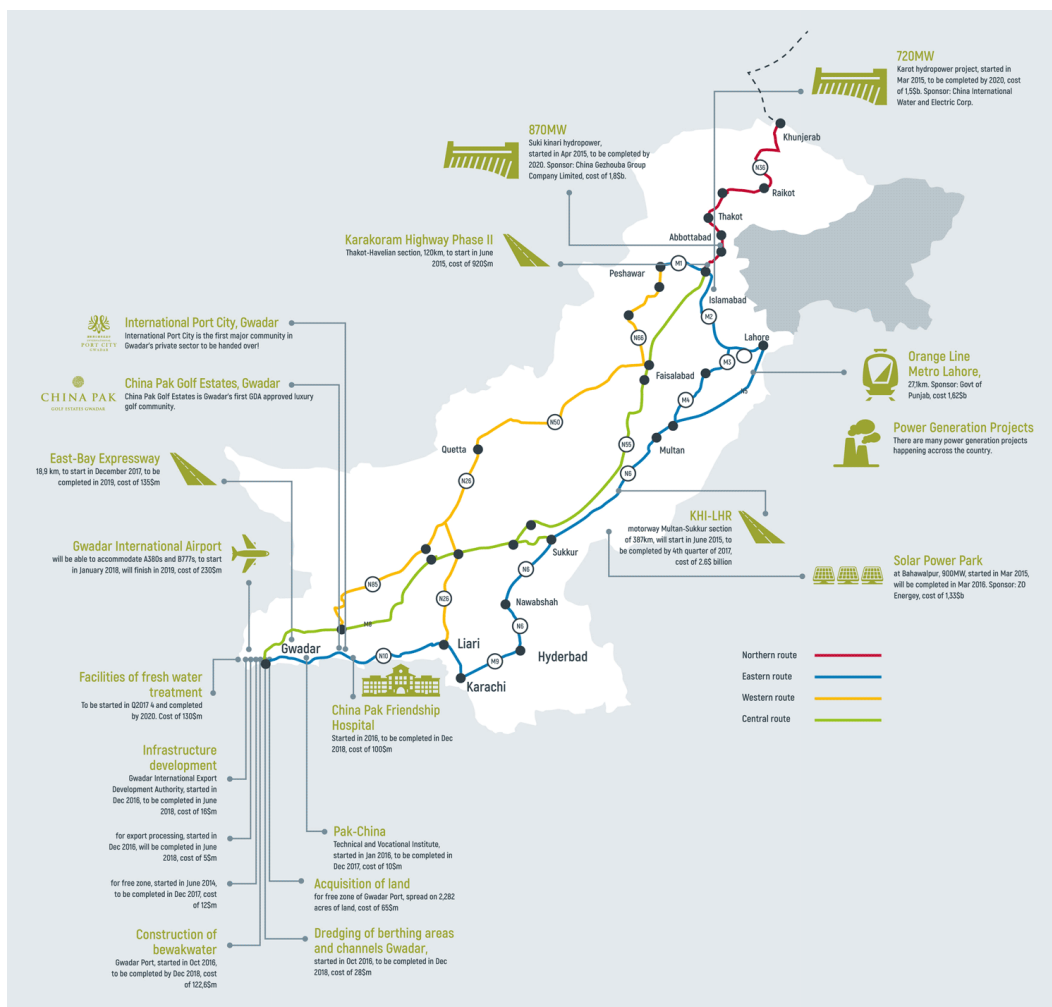 720MW
Karot hydropower project, started in
Mar 2015, to be completed by 2020, cost
of 1,5$b. Sponsor: China International
Water and Electric Corp.
870MW
Suki kinari hydropower,
started in Apr 2015, to be completed by
2020. Sponsor: China Gezhouba Group
Company Limited, cost of 1,8$b.
Karakoram Highway Phase II
Thakot-Havelian section, 120km, to start in June
2015, cost of 920$m
International Port City, Gwadar
International Port City is the first major community in
Gwadar's private sector to be handed over!
PORT CITY
GWADAR
China Pak Golf Estates, Gwadar
China Pak Golf Estates is Gwadar's first GDA approved luxury
golf community.
CHINA PAK
GOLF ESTATES GWADAR
East-Bay Expressway
18,9 km, to start in December 2017, to be
completed in 2019, cost of 135$m
Gwadar International Airport
will be able to accommodate A380s and B777s, to start
in January 2018, will finish in 2019, cost of 230$m
Khunjerab
N36
Raikot
Thakot
Abbottabad
Peshawar
M1
Islamabad
M2
Lahore
N66
M3
Faisalabad
M4
N5
N50
Quetta
N55
Multan
N26
N6
Sukkur
N85
N6
N26
Nawabshah
M8
N6
Gwadar
N10
Liari
M9
Hyderbad
Karachi
Orange Line
Metro Lahore,
27,1km. Sponsor: Govt of
Punjab, cost 1,62$b
Power Generation Projects
There are many power generation projects
happening accross the country.
KHI-LHR
motorway Multan-Sukkur section
of 387km, will start in June 2015, to
be completed by 4th quarter of 2017,
cost of 2.6$ billion
Solar Power Park
at Bahawalpur, 900MW, started in Mar 2015,
will be completed in Mar 2016. Sponsor: ZO
Energey, cost of 1,33$b
Northern route
Eastern route
Western route
Central route
Facilities of fresh water
treatment
To be started in Q2017 4 and completed
by 2020. Cost of 130$m
China Pak Friendship
Hospital
Started in 2016, to be completed in Dec
2018, cost of 100$m
Infrastructure
development
Gwadar International Export
Development Authority, started in
Dec 2016, to be completed in June
2018, cost of 16$m
for export processing, started in
Dec 2016, will be completed in June
2018, cost of 5$m
for free zone, started in June 2014,
to be completed in Dec 2017, cost
of 12$m
Construction of
bewakwater
Gwadar Port, started in Oct 2016,
to be completed by Dec 2018, cost
of 122,6$m
Pak-China
Technical and Vocational Institute,
started in Jan 2016, to be completed in
Dec 2017, cost of 10$m
Acquisition of land
for free zone of Gwadar Port, spread on 2,282
acres of land, cost of 65$m
Dredging of berthing areas
and channels Gwadar,
started in Oct 2016, to be completed in Dec
2018, cost of 28$m